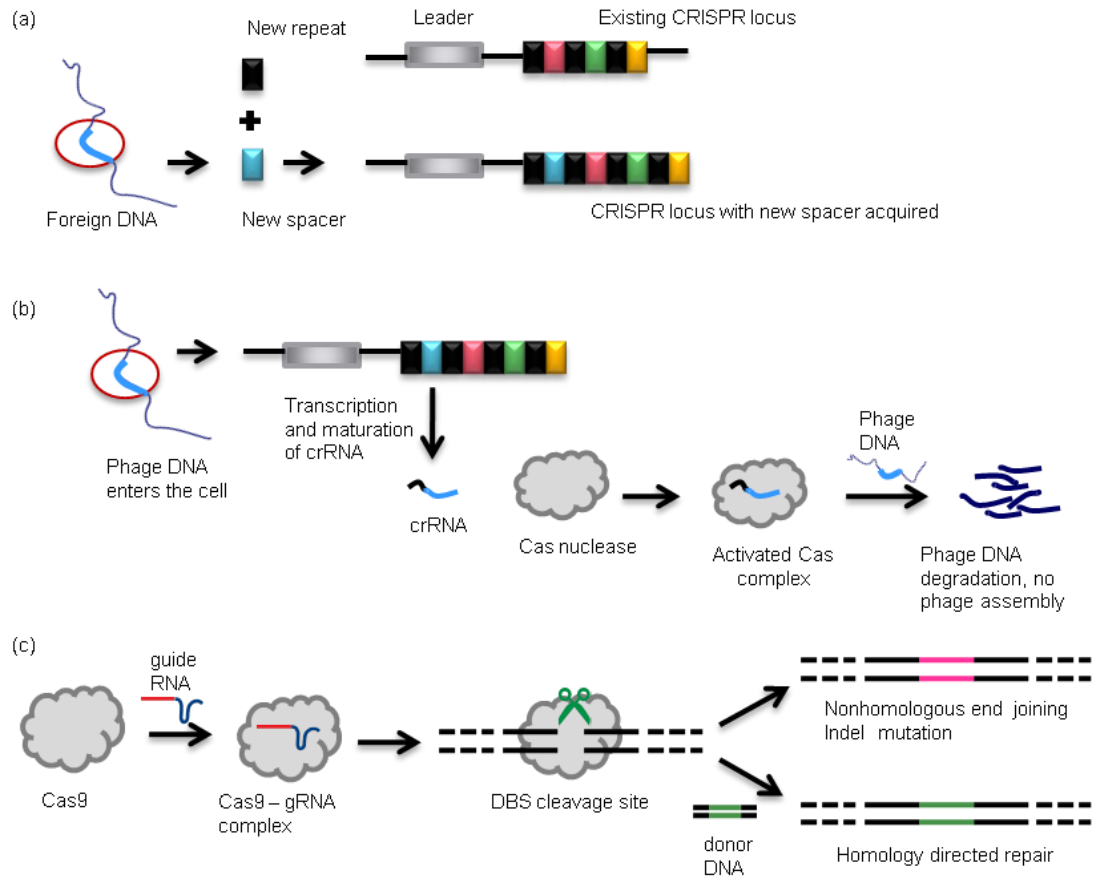 (a)
New repeat
Leader
Existing CRISPR locus
Foreign DNA
New spacer
CRISPR locus with new spacer acquired
(b)
Phage DNA
enters the cell
Transcription
and maturation
of crRNA
crRNA
Cas nuclease
Activated Cas
complex
Phage
DNA
Phage DNA
degradation, no
phage assembly
(c)
Cas9
guide
RNA
Cas9 – gRNA
complex
DBS cleavage site
donor
DNA
Nonhomologous end joining
Indel mutation
Homology directed repair